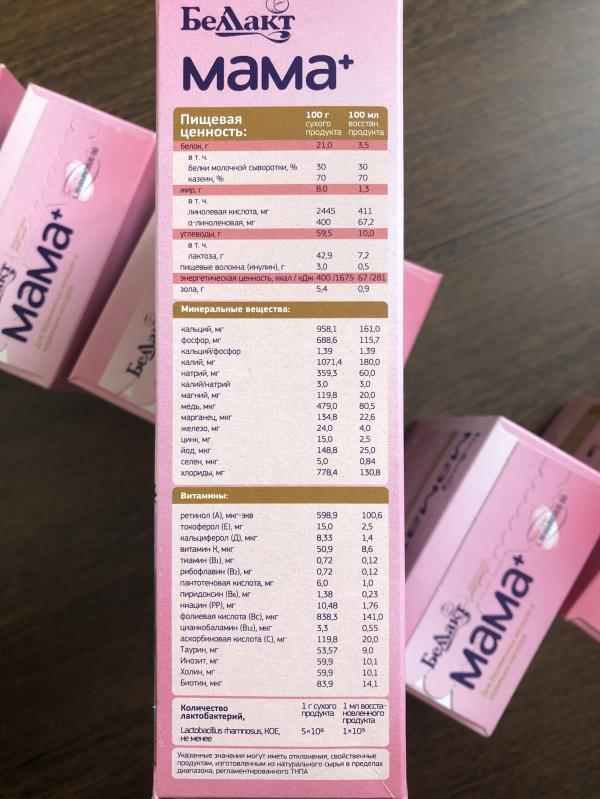 БеЛЛакт
мама+
Пищевая ценность: 100 г сухого продукта 100 мл восстан. продукта
белок, г 21,0 3,5
в т. ч.
белки молочной сыворотки, % 30 30
казеин, % 70 70
жир, г 8,0 1,3
в т. ч.
линолевая кислота, мг 2445 411
α-линоленовая, мг 400 67,2
углеводы, г 59,5 10,0
в т. ч.
лактоза, г 42,9 7,2
пищевые волокна (инулин), г 3,0 0,5
энергетическая ценность, ккал / кДж 400 /1675 67 /281
зола, г 5,4 0,9
Минеральные вещества:
кальций, мг 958,1 161,0
фосфор, мг 688,6 115,7
кальций/фосфор 1,39 1,39
калий, мг 1071,4 180,0
натрий, мг 359,3 60,0
калий/натрий 3,0 3,0
магний, мг 119,8 20,0
медь, мкг 479,0 80,5
марганец, мкг 134,8 22,6
железо, мг 24,0 4,0
цинк, мг 15,0 2,5
йод, мкг 148,8 25,0
селен, мкг 5,0 0,84
хлориды, мг 778,4 130,8
Витамины:
ретинол (А), мкг-экв 598,9 100,6
токоферол (Е), мг 15,0 2,5
кальциферол (Д), мкг 8,33 1,4
витамин К, мкг 50,9 8,6
тиамин (В₁), мг 0,72 0,12
рибофлавин (В₂), мг 0,72 0,12
пантотеновая кислота, мг 6,0 1,0
пиридоксин (В₆), мг 1,38 0,23
ниацин (РР), мг 10,48 1,76
фолиевая кислота (Вс), мкг 838,3 141,0
цианкобаламин (В₁₂), мкг 3,3 0,55
аскорбиновая кислота (С), мг 119,8 20,0
Таурин, мг 53,57 9,0
Инозит, мг 59,9 10,1
Холин, мг 59,9 10,1
Биотин, мкг 83,9 14,1
Количество лактобактерий, 1 г сухого продукта 1 мл восста-новленного продукта
Lactobacillus rhamnosus, КОЕ, не менее 5×10⁶ 1×10⁵
Указанные значения могут иметь отклонения, свойственные
продуктам, изготовленным из натурального сырья в пределах
диапазона, регламентированного ТНПА
мама+
БеЛЛакт
БеЛЛакт
мама+